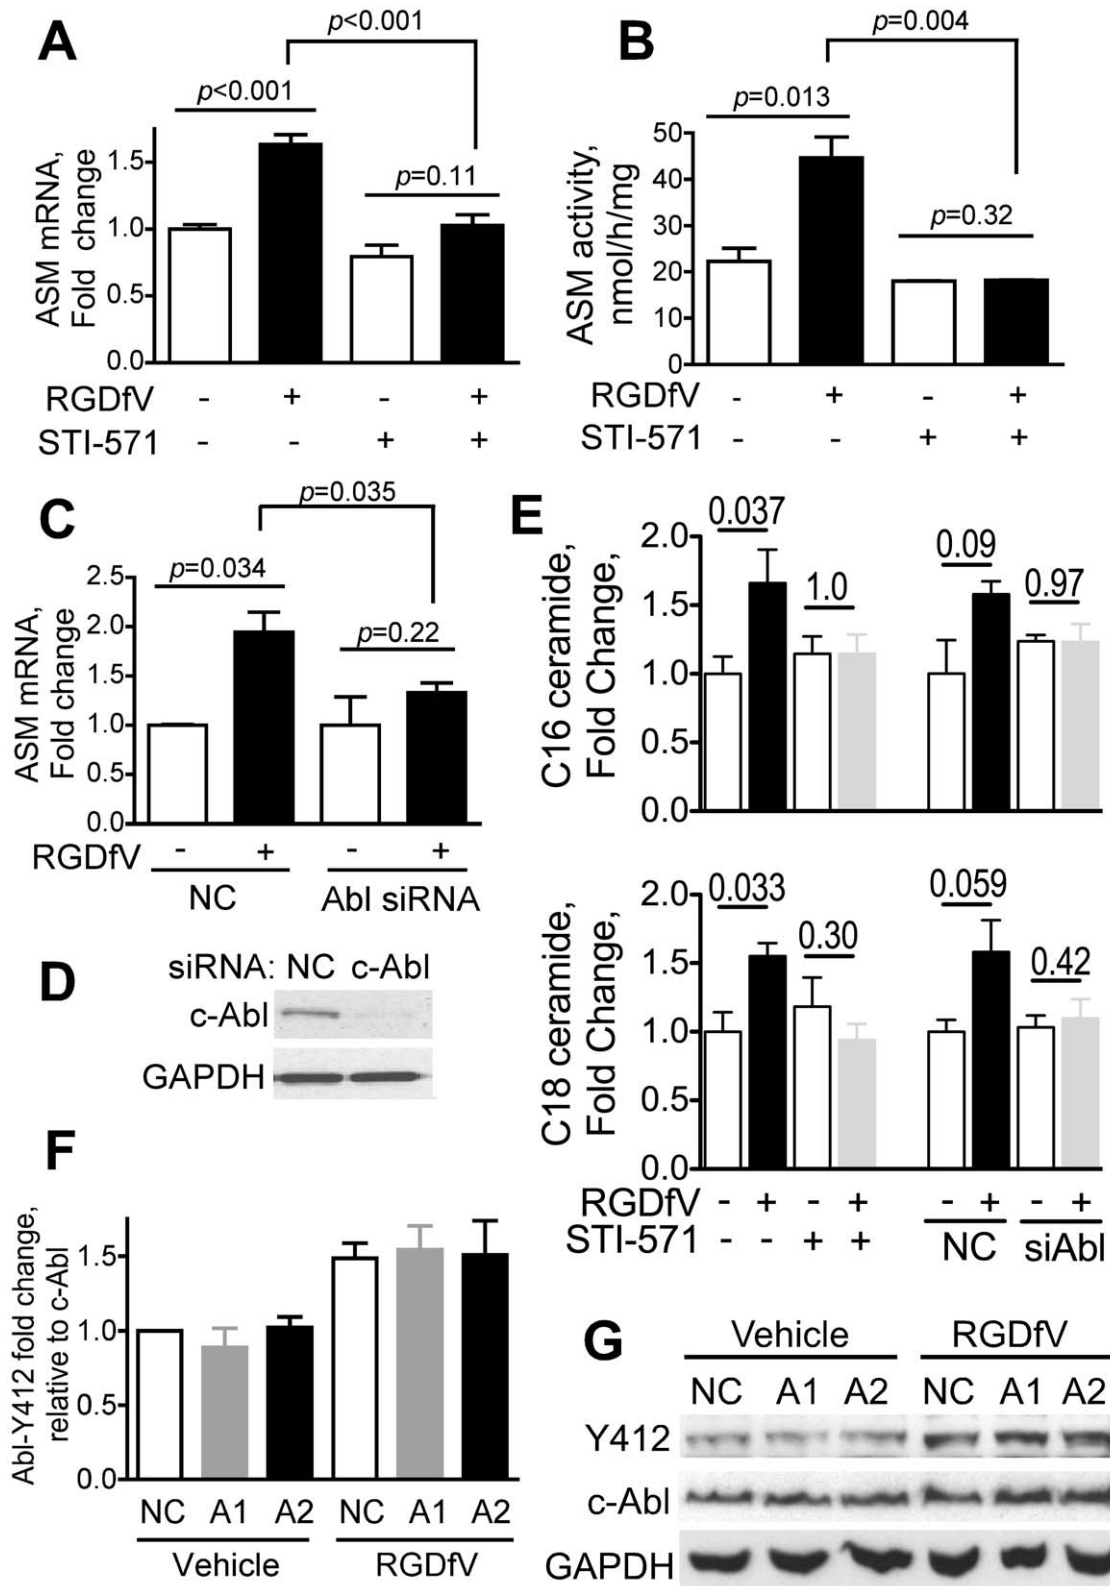 A
p<0.001
p<0.001
p=0.11
ASM mRNA,
Fold change
1.5
1.0
0.5
0.0
RGDfV - + - +
STI-571 - - + +
B
p=0.004
p=0.013
p=0.32
ASM activity,
nmol/h/mg
50
40
30
20
10
0
RGDfV - + - +
STI-571 - - + +
C
p=0.035
p=0.034
p=0.22
ASM mRNA,
Fold change
2.5
2.0
1.5
1.0
0.5
0.0
RGDfV - + - +
NC Abl siRNA
D
siRNA: NC c-Abl
c-Abl
GAPDH
E
0.037
1.0
0.09
0.97
C16 ceramide,
Fold Change,
2.0
1.5
1.0
0.5
0.0
0.033
0.30
0.059
0.42
C18 ceramide,
Fold Change,
2.0
1.5
1.0
0.5
0.0
RGDfV - + - + - + - +
STI-571 - - + + NC siAbl
F
Abl-Y412 fold change,
relative to c-Abl
1.5
1.0
0.5
0.0
NC A1 A2 NC A1 A2
Vehicle RGDfV
G
Vehicle RGDfV
NC A1 A2 NC A1 A2
Y412
c-Abl
GAPDH